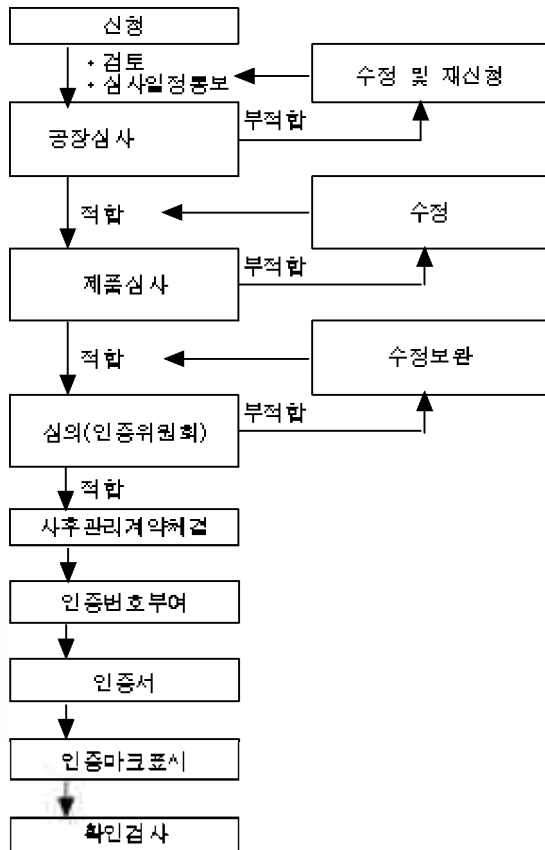 신청
• 검토
• 심사일정통보
수정 및 재신청
공장심사
부적합
적합
수정
제품심사
부적합
적합
수정보완
심의(인증위원회)
부적합
적합
사후관리계약체결
인증번호부여
인증서
인증마크표시
확인검사